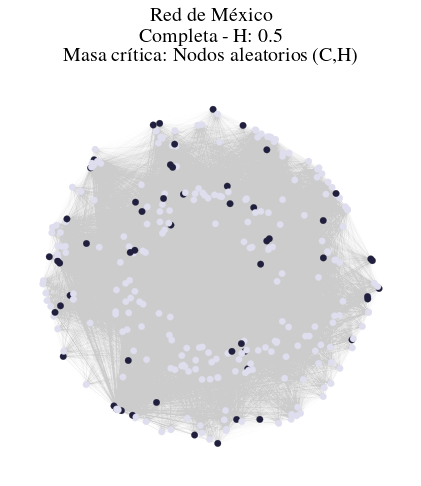 Red de México
Completa - H: 0.5
Masa crítica: Nodos aleatorios (C,H)